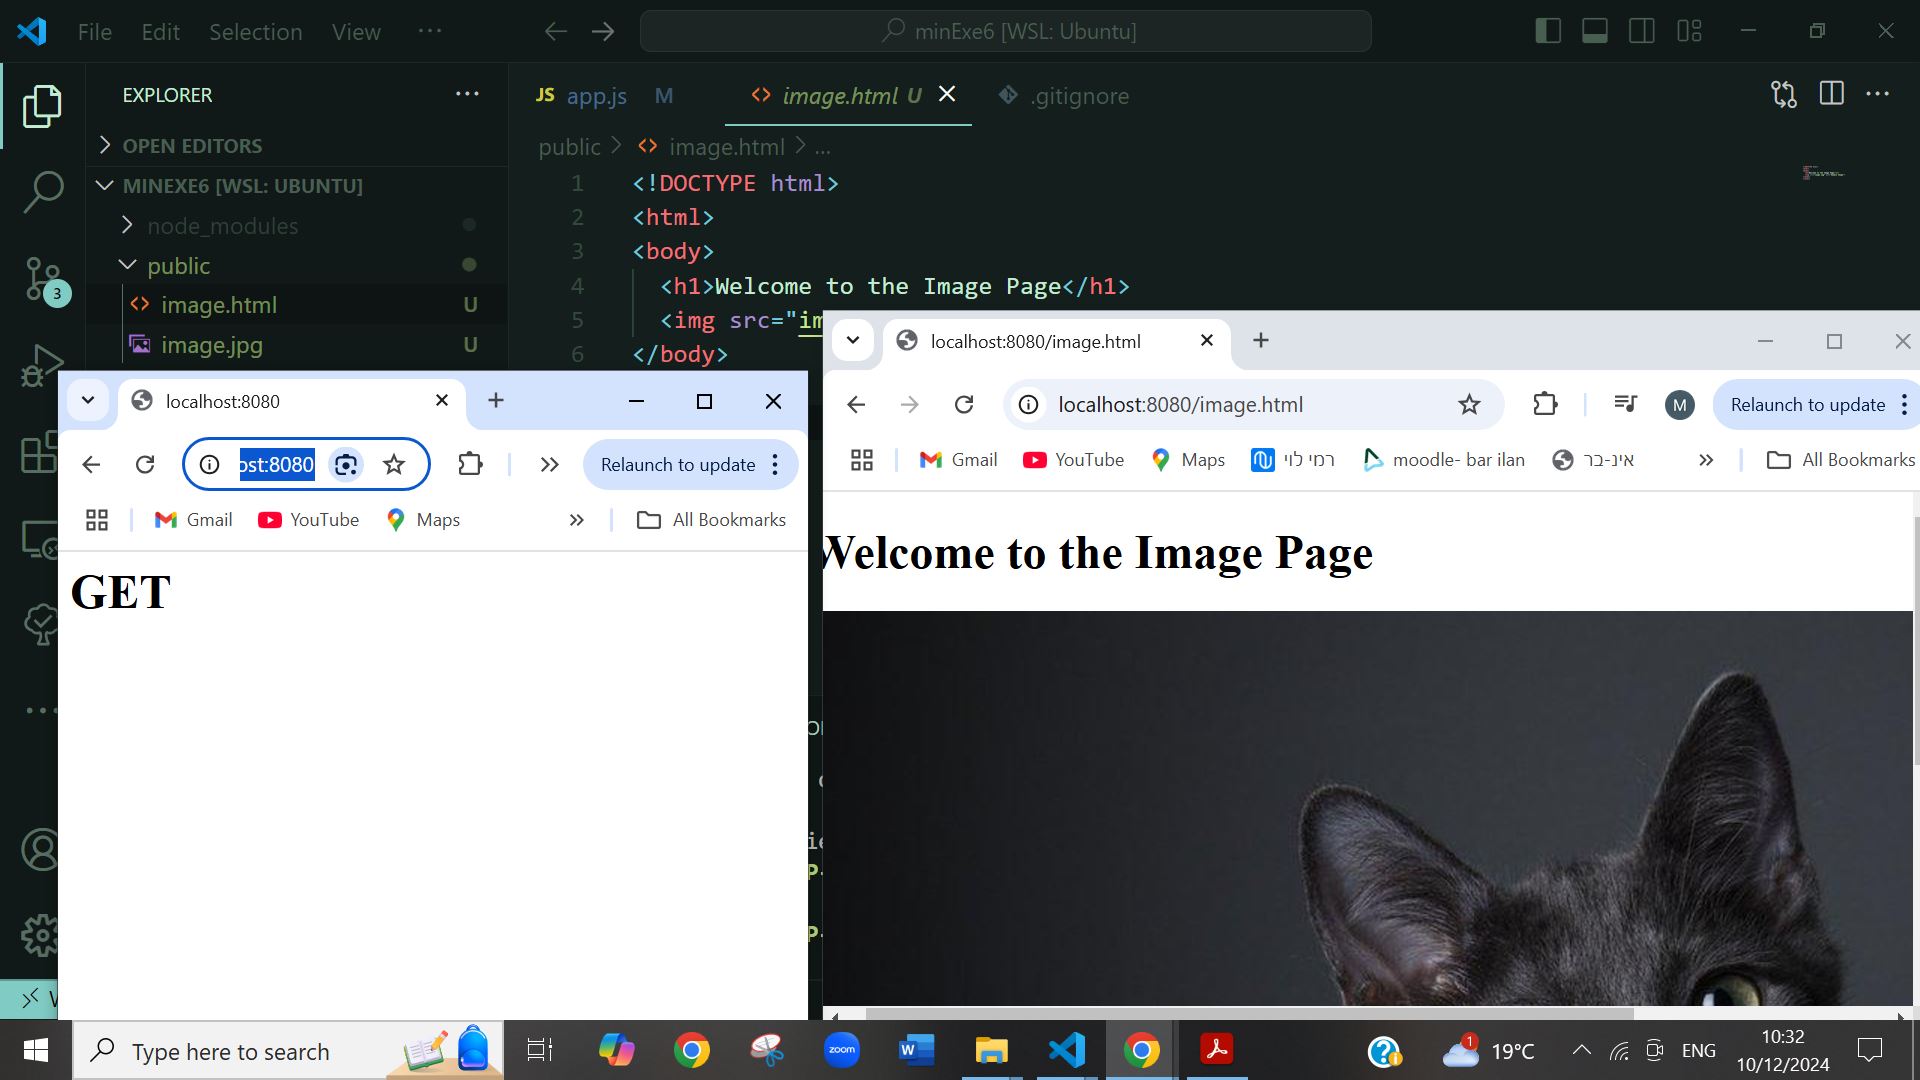 File Edit Selection View ...
minExe6 [WSL: Ubuntu]
EXPLORER
OPEN EDITORS
MINEXE6 [WSL: UBUNTU]
node_modules
public
image.html U
image.jpg U
3
JS app.js M
image.html U
.gitignore
public > image.html > ...
1 <!DOCTYPE html>
2 <html>
3 <body>
4 <h1>Welcome to the Image Page</h1>
5 <img src="im
6 </body>
localhost:8080
ost:8080
Relaunch to update
Gmail
YouTube
Maps
All Bookmarks
GET
localhost:8080/image.html
localhost:8080/image.html
M
Relaunch to update
Gmail
YouTube
Maps
רמי לוי
moodle- bar ilan
אינ-בר
All Bookmarks
Welcome to the Image Page
Type here to search
zoom
W
1
19°C
ENG
10:32
10/12/2024